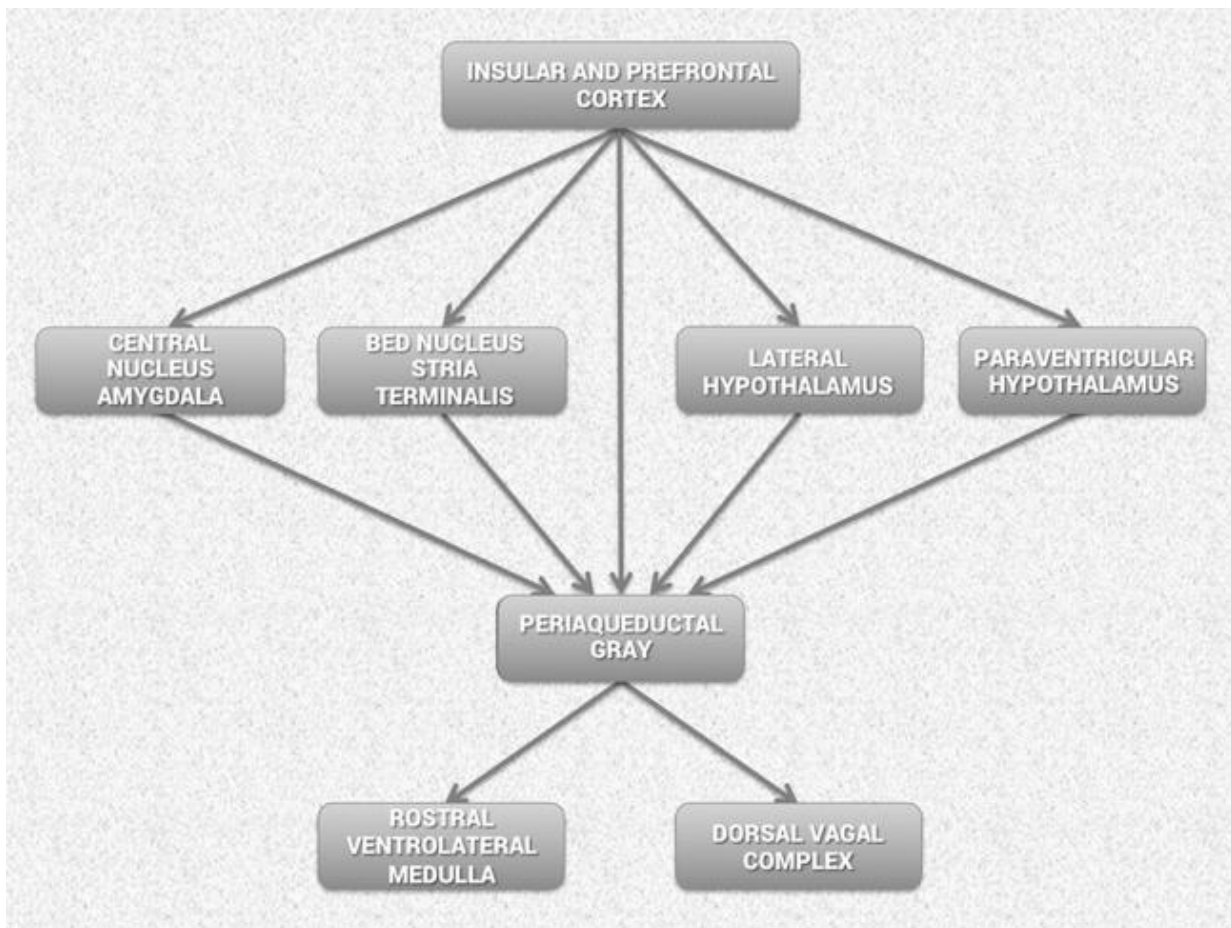 INSULAR AND PREFRONTAL
CORTEX
CENTRAL
NUCLEUS
AMYGDALA
BED NUCLEUS
STRIA
TERMINALIS
LATERAL
HYPOTHALAMUS
PARAVENTRICULAR
HYPOTHALAMUS
PERIAQUEDUCTAL
GRAY
ROSTRAL
VENTROLATERAL
MEDULLA
DORSAL VAGAL
COMPLEX